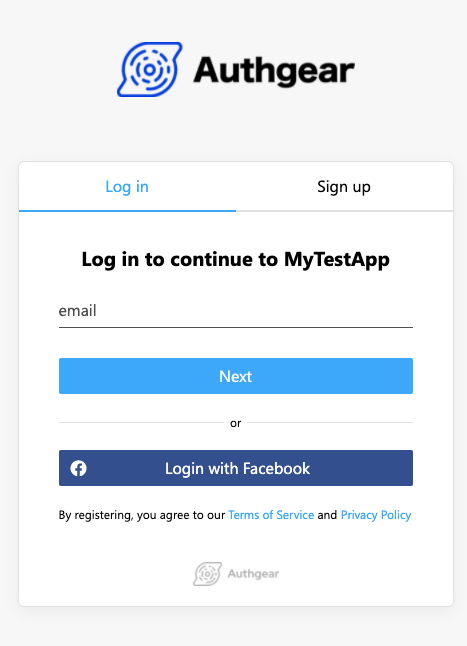 Authgear
Log in
Sign up
Log in to continue to MyTestApp
email
Next
or
Login with Facebook
By registering, you agree to our Terms of Service and Privacy Policy
Authgear